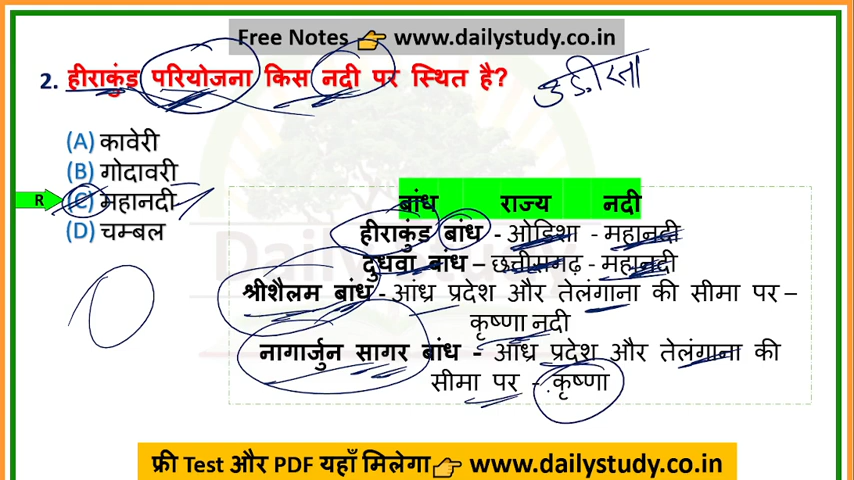 Free Notes 👉 www.dailystudy.co.in
2. हीराकुंड परियोजना किस नदी पर स्थित है?
उडीसा
(A) कावेरी
(B) गोदावरी
R (C) महानदी
(D) चम्बल
बांध राज्य नदी
हीराकुंड बांध - ओडिशा - महानदी
दुधवा बांध – छत्तीसगढ़ - महानदी
श्रीशैलम बांध - आंध्र प्रदेश और तेलंगाना की सीमा पर –
कृष्णा नदी
नागार्जुन सागर बांध - आंध्र प्रदेश और तेलंगाना की
सीमा पर - कृष्णा
फ्री Test और PDF यहाँ मिलेगा 👉 www.dailystudy.co.in